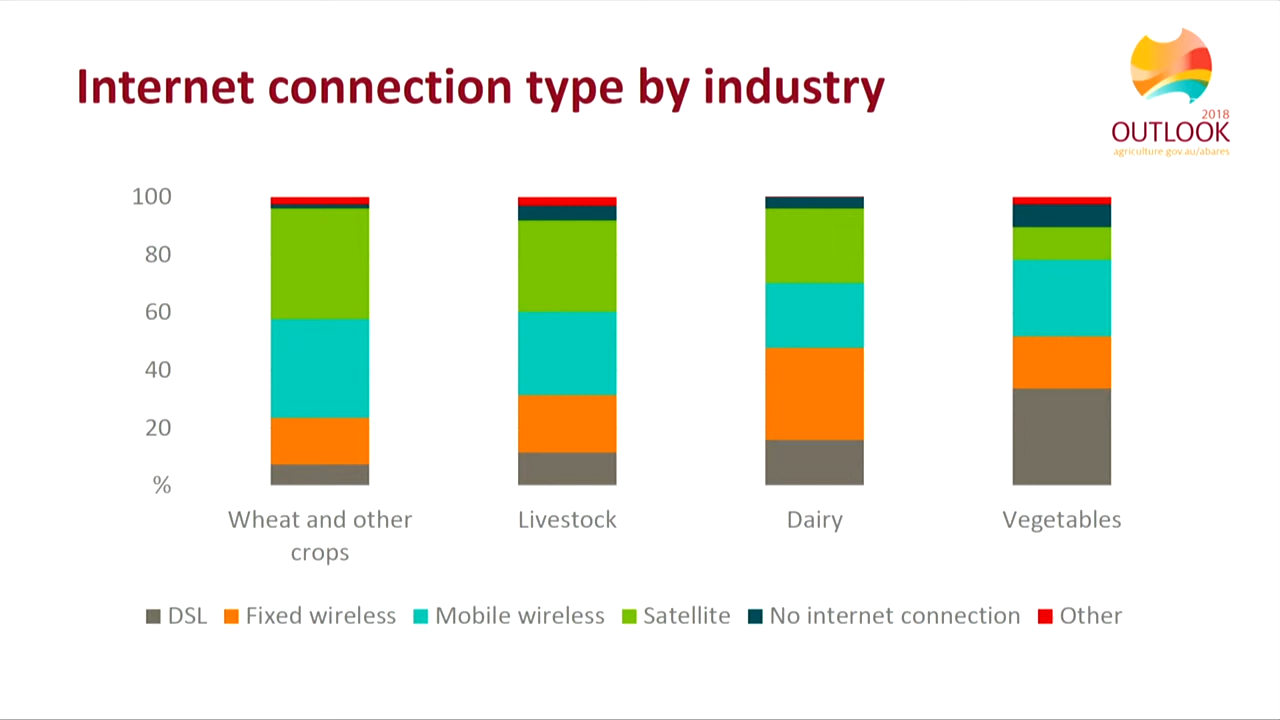 Internet connection type by industry
2018
OUTLOOK
agriculture.gov.au/abares
100
80
60
40
20
%
Wheat and other
crops
Livestock
Dairy
Vegetables
DSL
Fixed wireless
Mobile wireless
Satellite
No internet connection
Other